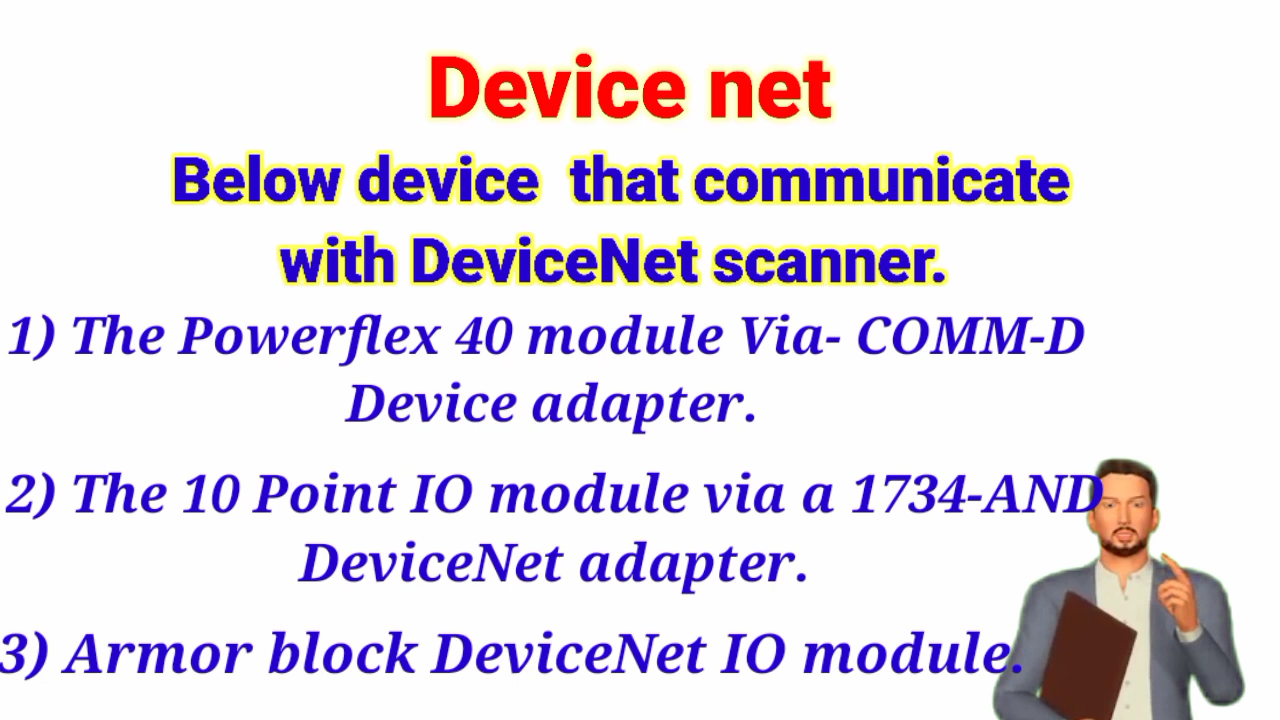 Device net
Below device that communicate
with DeviceNet scanner.
1) The Powerflex 40 module Via- COMM-D
Device adapter.
2) The 10 Point IO module via a 1734-AND
DeviceNet adapter.
3) Armor block DeviceNet IO module.